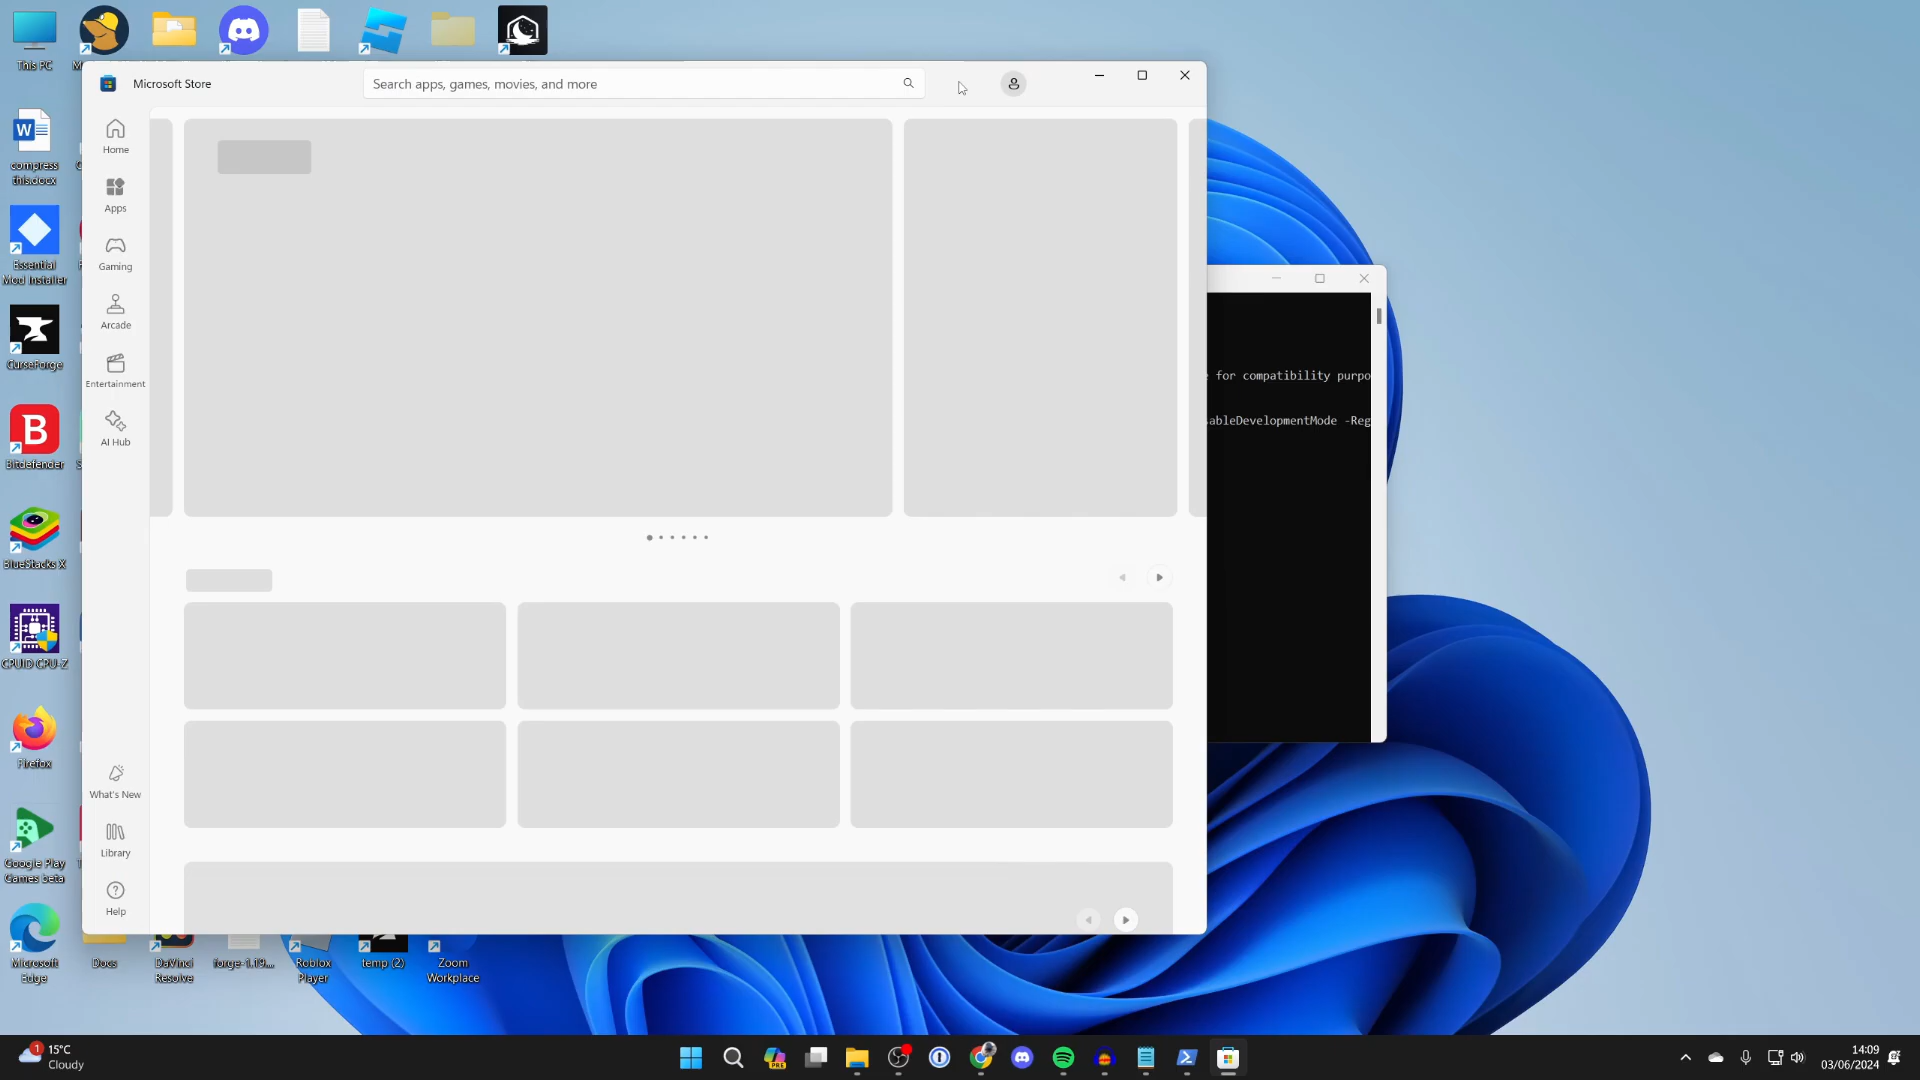 This PC
Microsoft Store
Search apps, games, movies, and more
Home
Apps
Gaming
Arcade
Entertainment
AI Hub
What's New
Library
Help
compress
this.docx
Essential
Mod Installer
CurseForge
Bitdefender
BlueStacks X
CPUID CPU-Z
Firefox
Google Play
Games beta
Microsoft
Edge
Docs
DaVinci
Resolve
forge-1.19....
Roblox
Player
temp (2)
Zoom
Workplace
for compatibility purpo
ableDevelopmentMode -Reg
1
15°C
Cloudy
PRE
14:09
03/06/2024